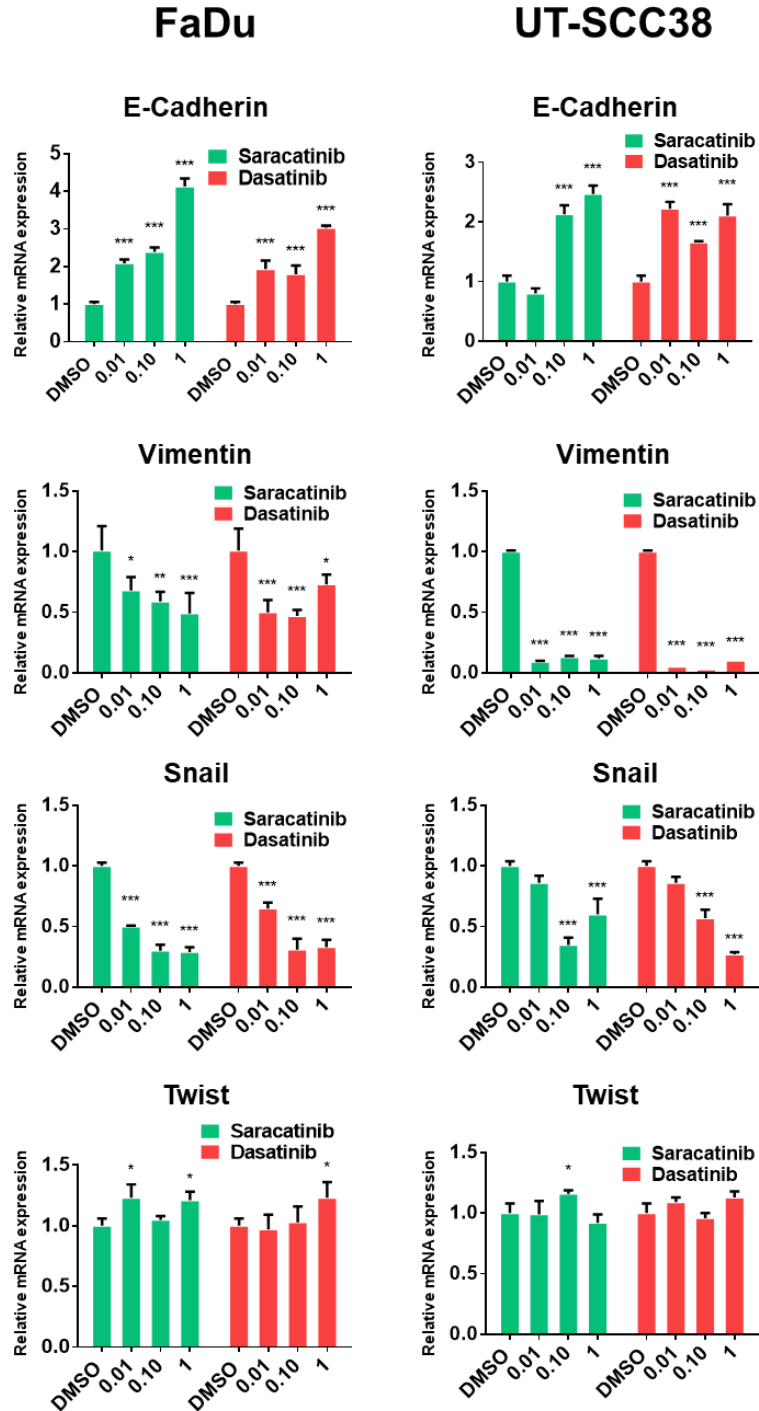 FaDu
UT-SCC38
E-Cadherin
Relative mRNA expression
5
4
3
2
1
0
Saracatinib
Dasatinib
***
***
***
***
***
***
DMSO
0.01
0.10
1
DMSO
0.01
0.10
1
E-Cadherin
Relative mRNA expression
3
2
1
0
Saracatinib
Dasatinib
***
***
***
***
***
DMSO
0.01
0.10
1
DMSO
0.01
0.10
1
Vimentin
Relative mRNA expression
1.5
1.0
0.5
0.0
Saracatinib
Dasatinib
*
**
***
***
***
*
DMSO
0.01
0.10
1
DMSO
0.01
0.10
1
Vimentin
Relative mRNA expression
1.5
1.0
0.5
0.0
Saracatinib
Dasatinib
***
***
***
***
***
***
DMSO
0.01
0.10
1
DMSO
0.01
0.10
1
Snail
Relative mRNA expression
1.5
1.0
0.5
0.0
Saracatinib
Dasatinib
***
***
***
***
***
***
DMSO
0.01
0.10
1
DMSO
0.01
0.10
1
Snail
Relative mRNA expression
1.5
1.0
0.5
0.0
Saracatinib
Dasatinib
***
***
***
***
DMSO
0.01
0.10
1
DMSO
0.01
0.10
1
Twist
Relative mRNA expression
1.5
1.0
0.5
0.0
Saracatinib
Dasatinib
*
*
*
DMSO
0.01
0.10
1
DMSO
0.01
0.10
1
Twist
Relative mRNA expression
1.5
1.0
0.5
0.0
Saracatinib
Dasatinib
*
DMSO
0.01
0.10
1
DMSO
0.01
0.10
1